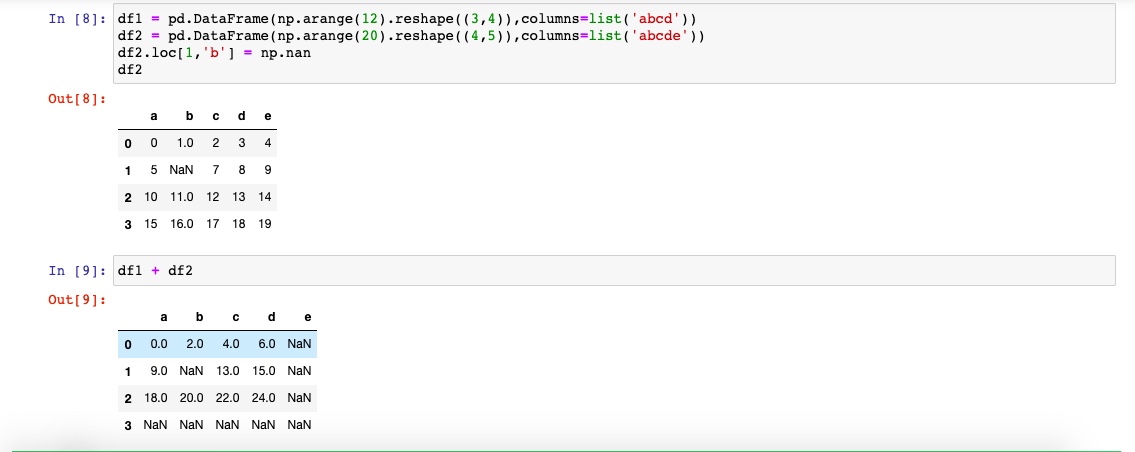 In [8]: df1 = pd.DataFrame(np.arange(12).reshape((3,4)),columns=list('abcd'))
df2 = pd.DataFrame(np.arange(20).reshape((4,5)),columns=list('abcde'))
df2.loc[1,'b'] = np.nan
df2
Out[8]:
a b c d e
0 0 1.0 2 3 4
1 5 NaN 7 8 9
2 10 11.0 12 13 14
3 15 16.0 17 18 19
In [9]: df1 + df2
Out[9]:
a b c d e
0 0.0 2.0 4.0 6.0 NaN
1 9.0 NaN 13.0 15.0 NaN
2 18.0 20.0 22.0 24.0 NaN
3 NaN NaN NaN NaN NaN